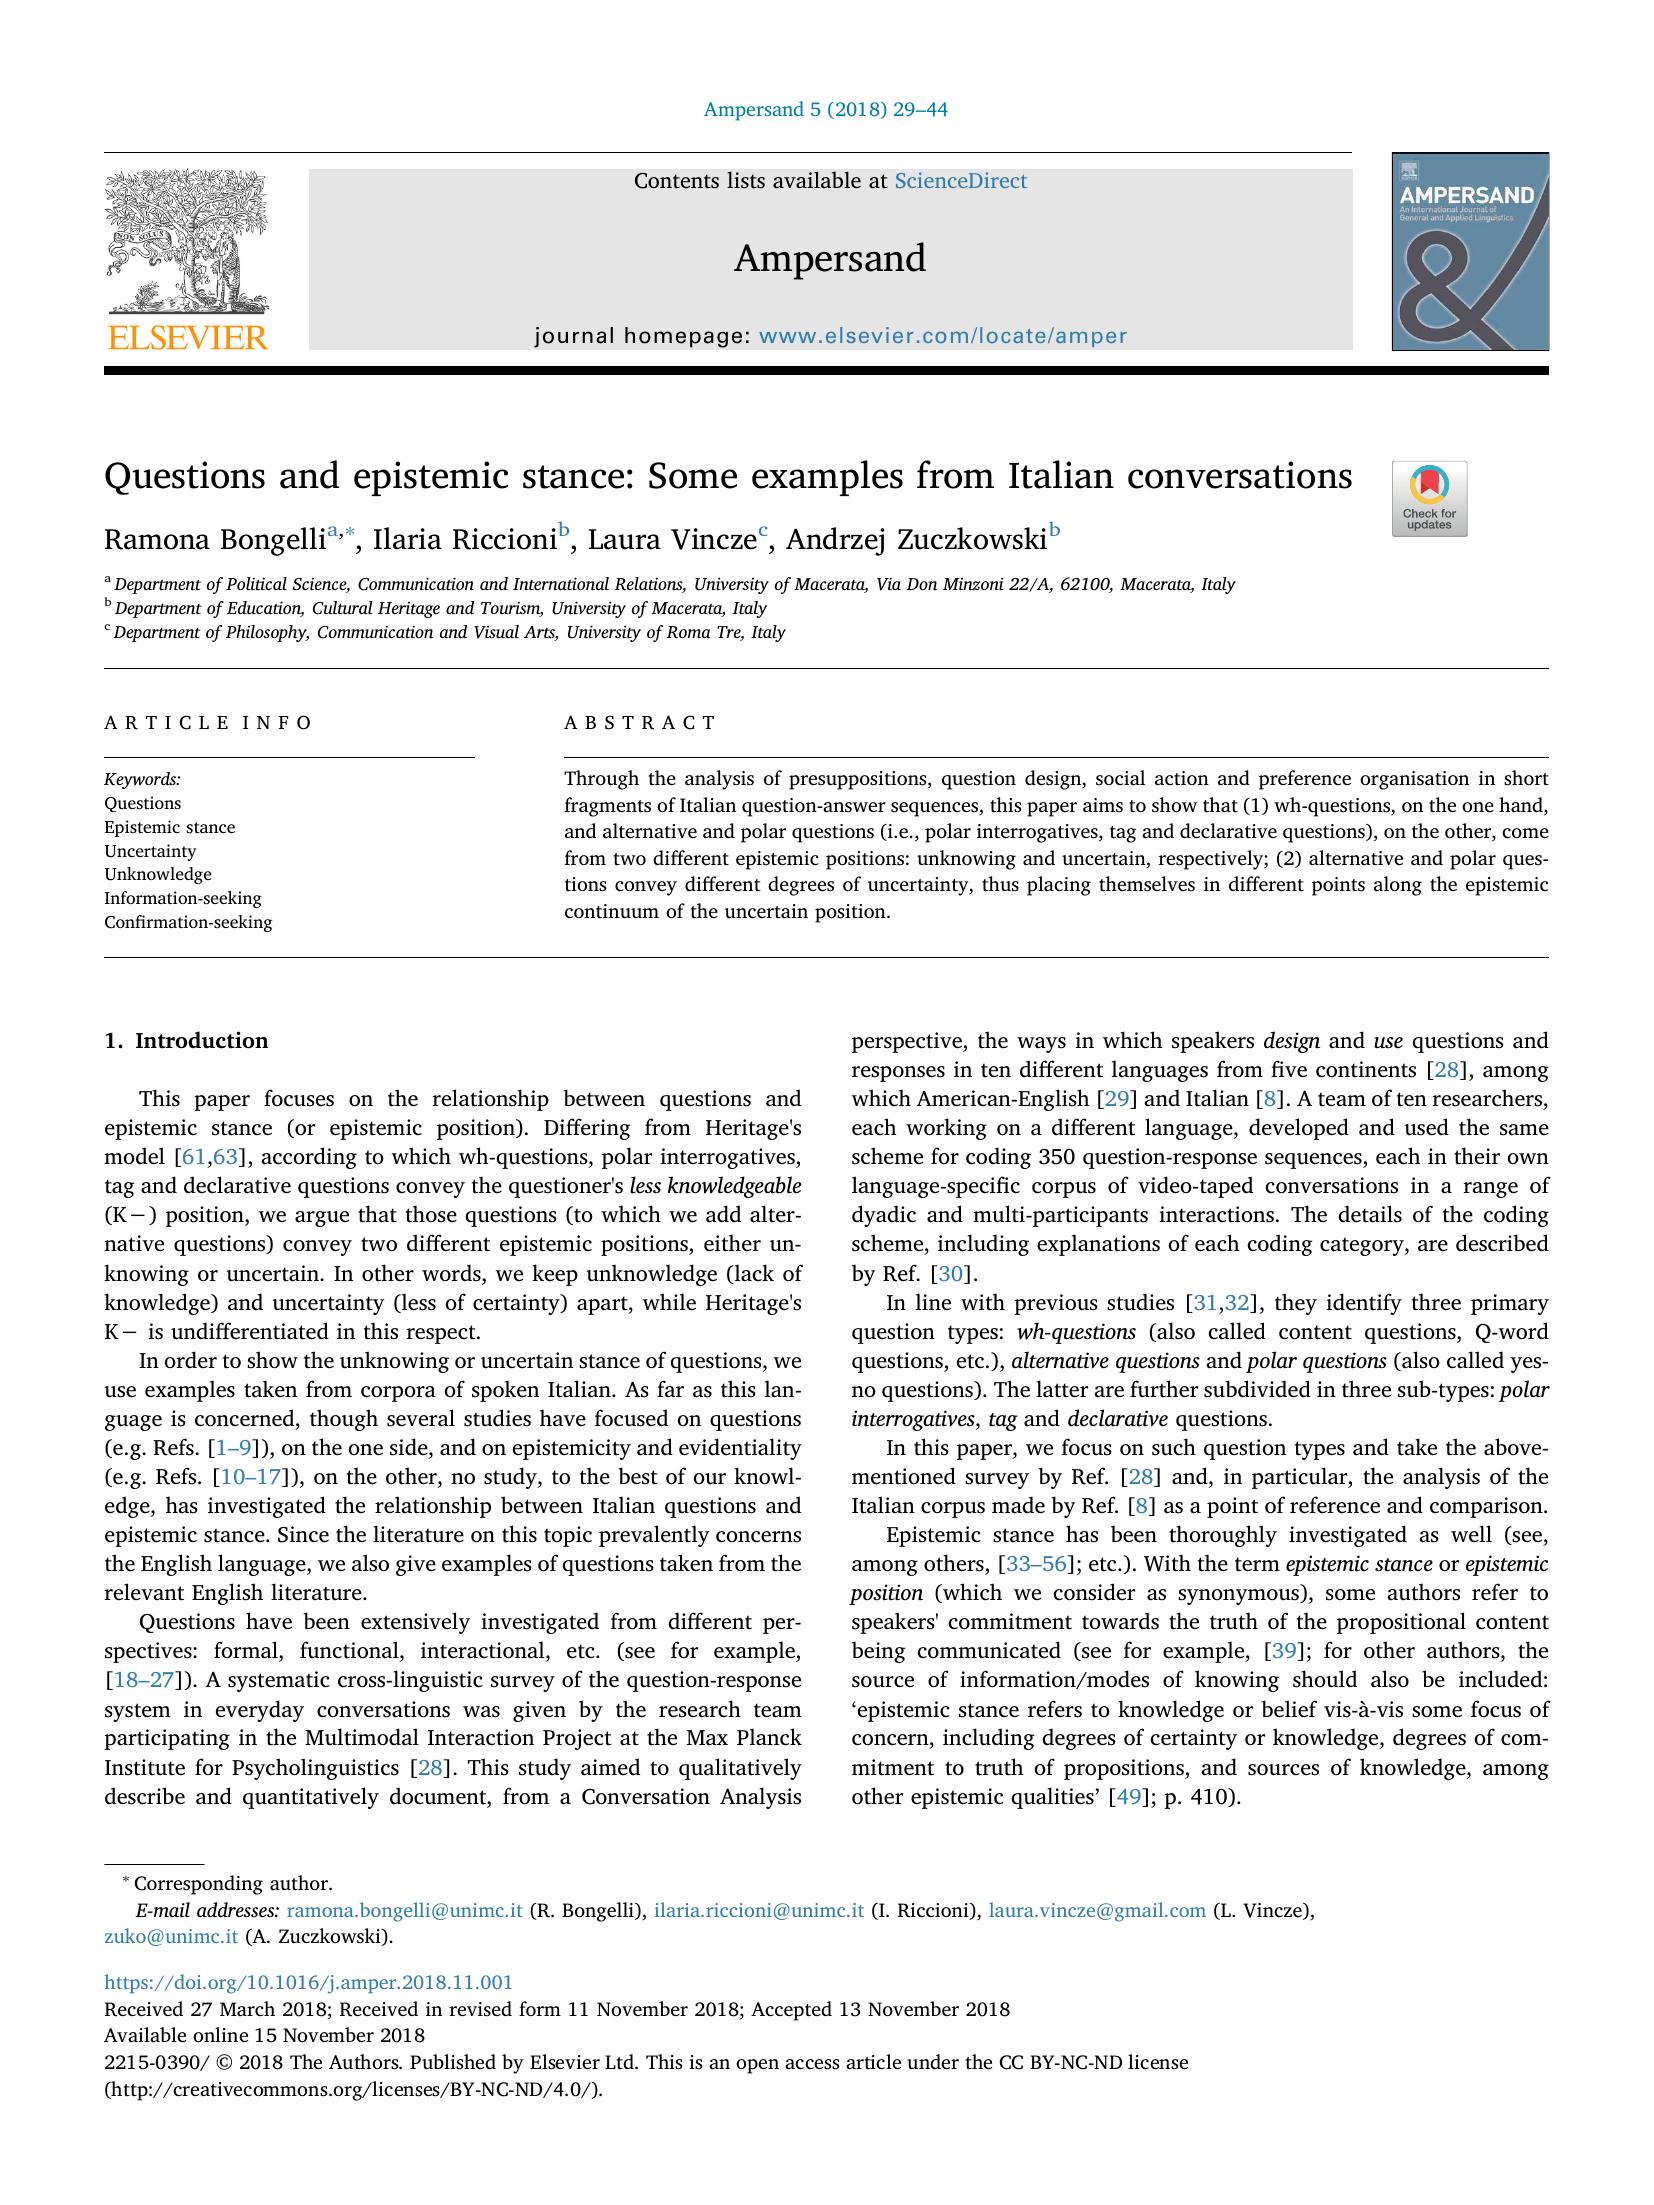 Ampersand 5 (2018) 29–44
Contents lists available at ScienceDirect
Ampersand
journal homepage: www.elsevier.com/locate/amper
NON SOLUS
ELSEVIER
AMPERSAND
An International Journal of
General and Applied Linguistics
&
Questions and epistemic stance: Some examples from Italian conversations
Check for
updates
Ramona Bongelli^a,*, Ilaria Riccioni^b, Laura Vincze^c, Andrzej Zuczkowski^b
^a Department of Political Science, Communication and International Relations, University of Macerata, Via Don Minzoni 22/A, 62100, Macerata, Italy
^b Department of Education, Cultural Heritage and Tourism, University of Macerata, Italy
^c Department of Philosophy, Communication and Visual Arts, University of Roma Tre, Italy
ARTICLE INFO
Keywords:
Questions
Epistemic stance
Uncertainty
Unknowledge
Information-seeking
Confirmation-seeking
ABSTRACT
Through the analysis of presuppositions, question design, social action and preference organisation in short
fragments of Italian question-answer sequences, this paper aims to show that (1) wh-questions, on the one hand,
and alternative and polar questions (i.e., polar interrogatives, tag and declarative questions), on the other, come
from two different epistemic positions: unknowing and uncertain, respectively; (2) alternative and polar ques-
tions convey different degrees of uncertainty, thus placing themselves in different points along the epistemic
continuum of the uncertain position.
1. Introduction
This paper focuses on the relationship between questions and
epistemic stance (or epistemic position). Differing from Heritage's
model [61,63], according to which wh-questions, polar interrogatives,
tag and declarative questions convey the questioner's less knowledgeable
(K−) position, we argue that those questions (to which we add alter-
native questions) convey two different epistemic positions, either un-
knowing or uncertain. In other words, we keep unknowledge (lack of
knowledge) and uncertainty (less of certainty) apart, while Heritage's
K− is undifferentiated in this respect.
In order to show the unknowing or uncertain stance of questions, we
use examples taken from corpora of spoken Italian. As far as this lan-
guage is concerned, though several studies have focused on questions
(e.g. Refs. [1–9]), on the one side, and on epistemicity and evidentiality
(e.g. Refs. [10–17]), on the other, no study, to the best of our knowl-
edge, has investigated the relationship between Italian questions and
epistemic stance. Since the literature on this topic prevalently concerns
the English language, we also give examples of questions taken from the
relevant English literature.
Questions have been extensively investigated from different per-
spectives: formal, functional, interactional, etc. (see for example,
[18–27]). A systematic cross-linguistic survey of the question-response
system in everyday conversations was given by the research team
participating in the Multimodal Interaction Project at the Max Planck
Institute for Psycholinguistics [28]. This study aimed to qualitatively
describe and quantitatively document, from a Conversation Analysis
perspective, the ways in which speakers design and use questions and
responses in ten different languages from five continents [28], among
which American-English [29] and Italian [8]. A team of ten researchers,
each working on a different language, developed and used the same
scheme for coding 350 question-response sequences, each in their own
language-specific corpus of video-taped conversations in a range of
dyadic and multi-participants interactions. The details of the coding
scheme, including explanations of each coding category, are described
by Ref. [30].
In line with previous studies [31,32], they identify three primary
question types: wh-questions (also called content questions, Q-word
questions, etc.), alternative questions and polar questions (also called yes-
no questions). The latter are further subdivided in three sub-types: polar
interrogatives, tag and declarative questions.
In this paper, we focus on such question types and take the above-
mentioned survey by Ref. [28] and, in particular, the analysis of the
Italian corpus made by Ref. [8] as a point of reference and comparison.
Epistemic stance has been thoroughly investigated as well (see,
among others, [33–56]; etc.). With the term epistemic stance or epistemic
position (which we consider as synonymous), some authors refer to
speakers' commitment towards the truth of the propositional content
being communicated (see for example, [39]; for other authors, the
source of information/modes of knowing should also be included:
‘epistemic stance refers to knowledge or belief vis-à-vis some focus of
concern, including degrees of certainty or knowledge, degrees of com-
mitment to truth of propositions, and sources of knowledge, among
other epistemic qualities’ [49]; p. 410).
* Corresponding author.
E-mail addresses: ramona.bongelli@unimc.it (R. Bongelli), ilaria.riccioni@unimc.it (I. Riccioni), laura.vincze@gmail.com (L. Vincze),
zuko@unimc.it (A. Zuczkowski).
https://doi.org/10.1016/j.amper.2018.11.001
Received 27 March 2018; Received in revised form 11 November 2018; Accepted 13 November 2018
Available online 15 November 2018
2215-0390/ © 2018 The Authors. Published by Elsevier Ltd. This is an open access article under the CC BY-NC-ND license
(http://creativecommons.org/licenses/BY-NC-ND/4.0/).